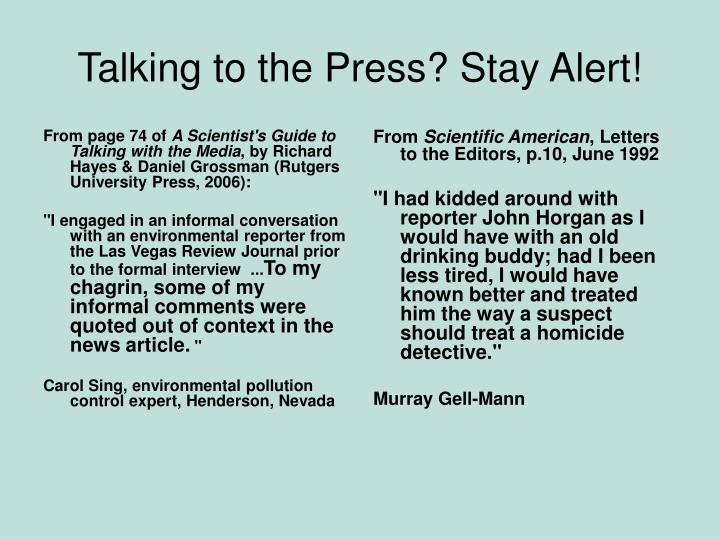 Talking to the Press? Stay Alert!
From page 74 of A Scientist's Guide to
Talking with the Media, by Richard
Hayes & Daniel Grossman (Rutgers
University Press, 2006):
"I engaged in an informal conversation
with an environmental reporter from
the Las Vegas Review Journal prior
to the formal interview ...To my
chagrin, some of my
informal comments were
quoted out of context in the
news article. "
Carol Sing, environmental pollution
control expert, Henderson, Nevada
From Scientific American, Letters
to the Editors, p.10, June 1992
"I had kidded around with
reporter John Horgan as I
would have with an old
drinking buddy; had I been
less tired, I would have
known better and treated
him the way a suspect
should treat a homicide
detective."
Murray Gell-Mann